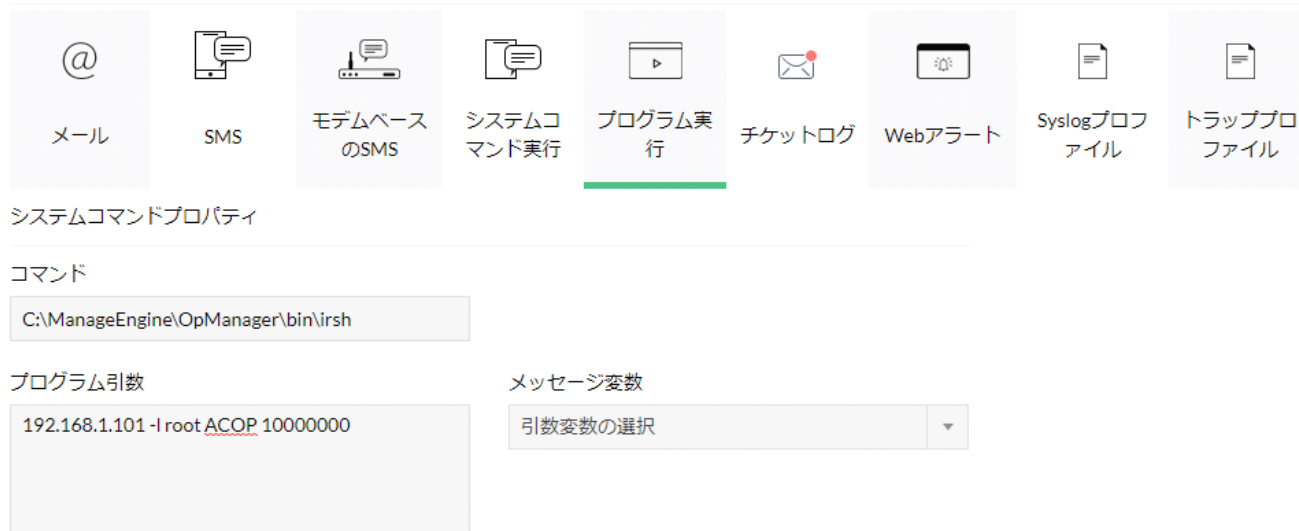 メール
SMS
モデムベース
のSMS
システムコ
マンド実行
プログラム実
行
チケットログ
Webアラート
Syslogプロフ
ァイル
トラッププロ
ファイル
システムコマンドプロパティ
コマンド
C:\ManageEngine\OpManager\bin\irsh
プログラム引数
メッセージ変数
192.168.1.101 -l root ACOP 10000000
引数変数の選択